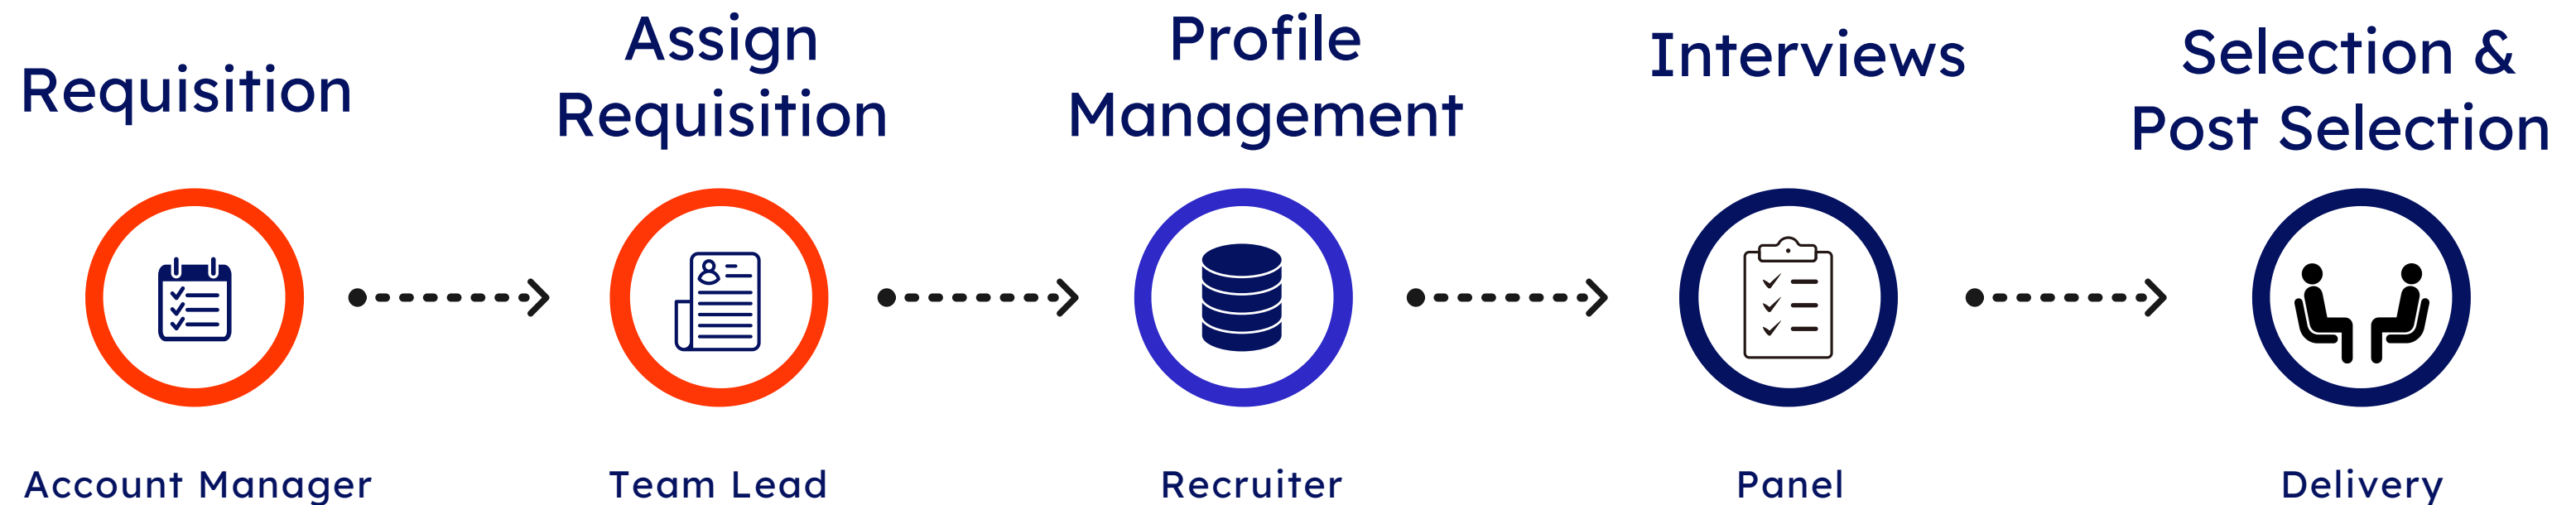 Requisition
Assign
Requisition
Profile
Management
Interviews
Selection &
Post Selection
Account Manager
Team Lead
Recruiter
Panel
Delivery